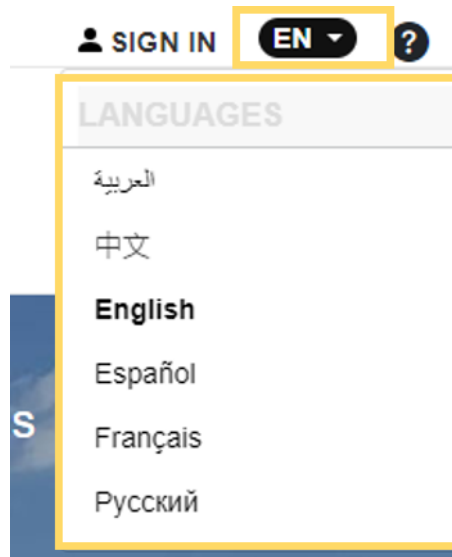 SIGN IN EN ?
LANGUAGES
العربية
中文
English
Español
S
Français
Русский